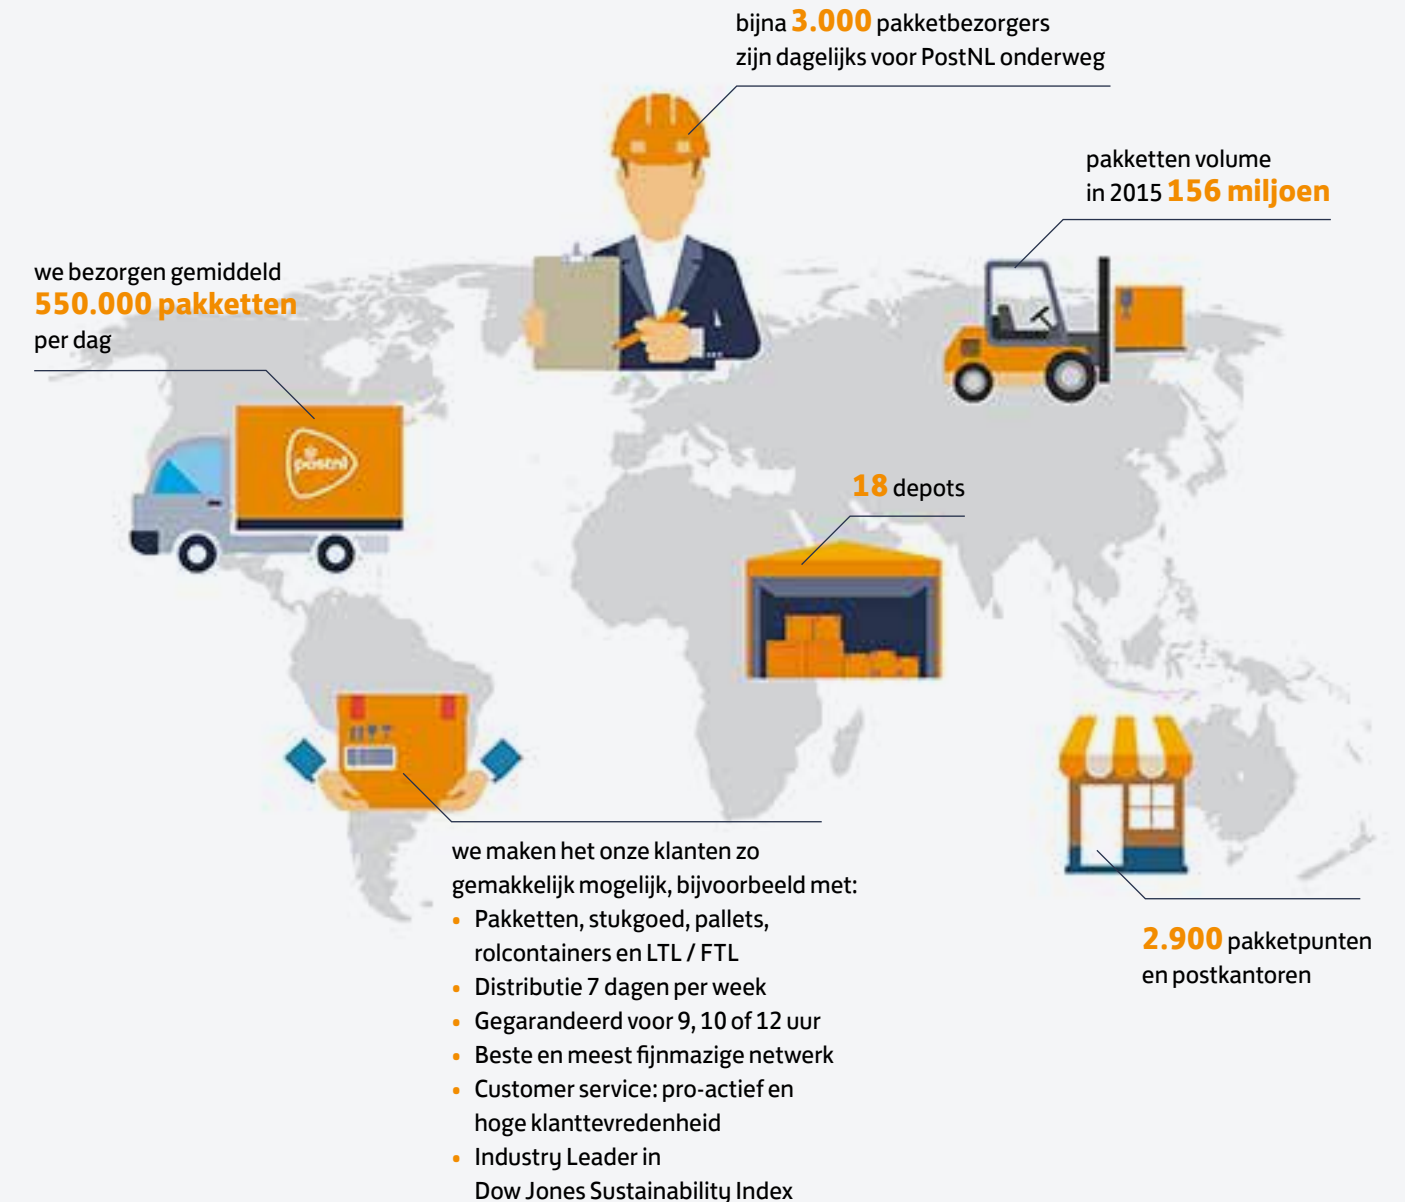 bijna 3.000 pakketbezorgers
zijn dagelijks voor PostNL onderweg
pakketten volume
in 2015 156 miljoen
we bezorgen gemiddeld
550.000 pakketten
per dag
postnl
18 depots
we maken het onze klanten zo
gemakkelijk mogelijk, bijvoorbeeld met:
• Pakketten, stukgoed, pallets,
rolcontainers en LTL / FTL
• Distributie 7 dagen per week
• Gegarandeerd voor 9, 10 of 12 uur
• Beste en meest fijnmazige netwerk
• Customer service: pro-actief en
hoge klanttevredenheid
• Industry Leader in
Dow Jones Sustainability Index
2.900 pakketpunten
en postkantoren